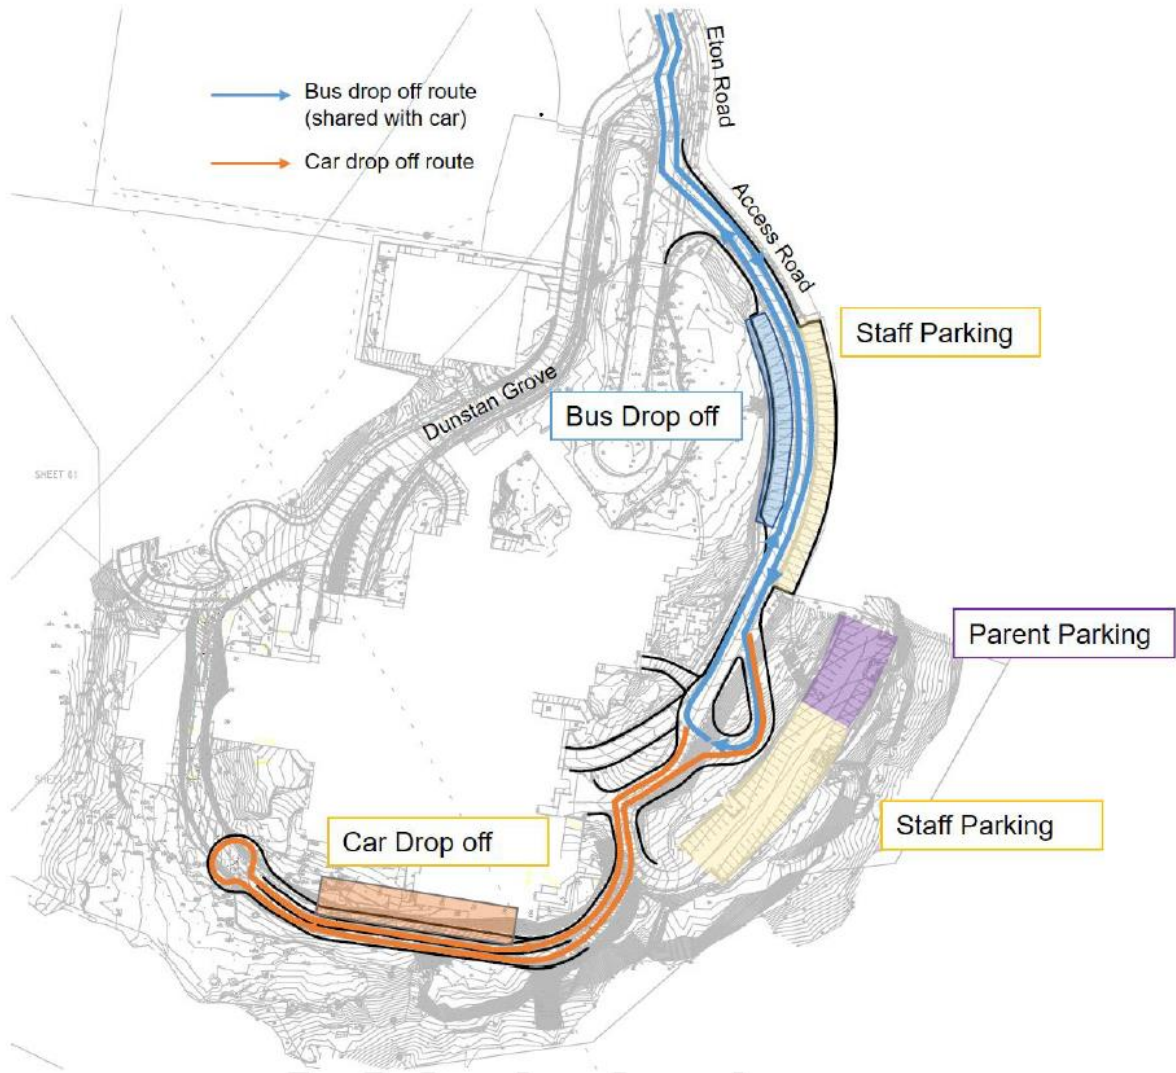 Eton Road
Bus drop off route
(shared with car)
Car drop off route
Access Road
Staff Parking
Dunstan Grove
Bus Drop off
SHEET 61
Parent Parking
Staff Parking
Car Drop off